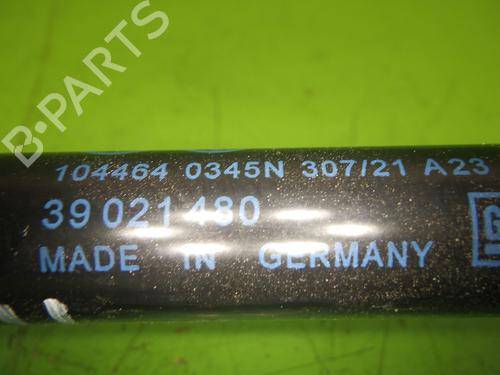 B-PARTS
104464 0345N 307/21 A23
39 021 480
MADE IN GERMANY